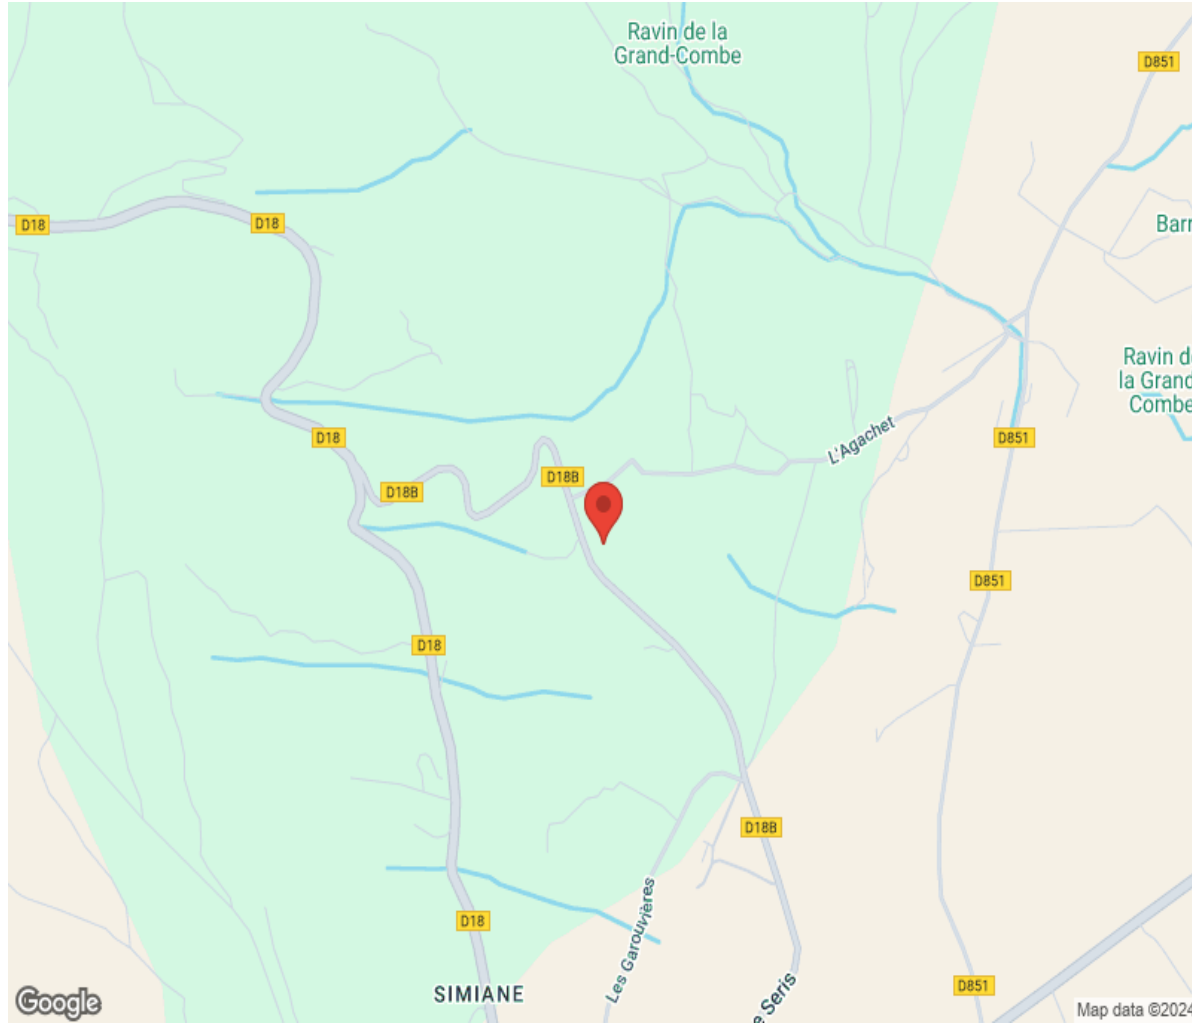 Ravin de la
Grand-Combe
D851
D18
D18
Barr
Ravin d
la Grand
Combe
D18
L'Agachet
D851
D18B
D18B
D851
D18
D18B
Les Garouvières
D18
SIMIANE
e Seris
D851
Google
Map data ©2024